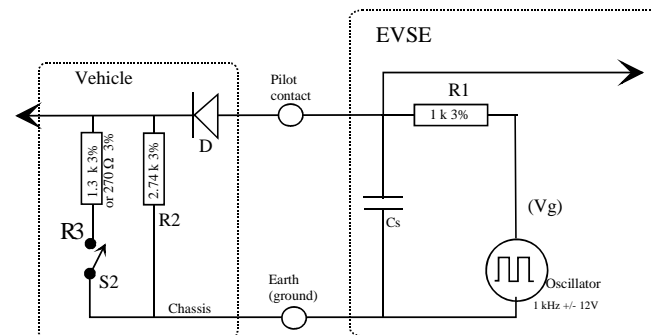 EVSE
Vehicle
Pilot
contact
R1
1 k 3%
D
1.3 k 3%
or 270 Ω 3%
2.74 k 3%
R2
R3
S2
Cs
(Vg)
Oscillator
1 kHz +/- 12V
Earth
(ground)
Chassis